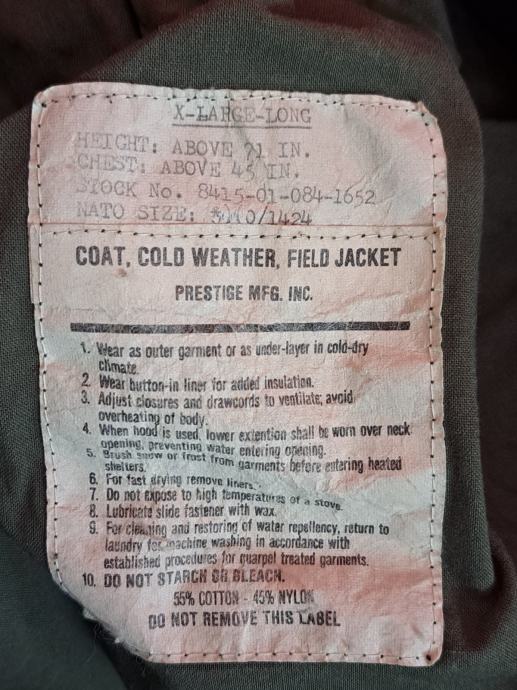 X-LARGE-LONG
HEIGHT: ABOVE 71 IN.
CHEST: ABOVE 45 IN.
STOCK No. 8415-01-084-1652
NATO SIZE: /1424
COAT, COLD WEATHER, FIELD JACKET
PRESTIGE MFG. INC.
1. Wear as outer garment or as under-layer in cold-dry
climate.
2. Wear button-in liner for added insulation.
3. Adjust closures and drawcords to ventilate; avoid
overheating of body.
4. When hood is used, lower extention shall be worn over neck
opening, preventing water entering opening.
5. Brush snow or frost from garments before entering heated
shelters.
6. For fast drying remove liners.
7. Do not expose to high temperatures of a stove.
8. Lubricate slide fastener with wax.
9. For cleaning and restoring of water repellency, return to
laundry for machine washing in accordance with
established procedures for quarpel treated garments.
10. DO NOT STARCH OR BLEACH.
55% COTTON - 45% NYLON
DO NOT REMOVE THIS LABEL